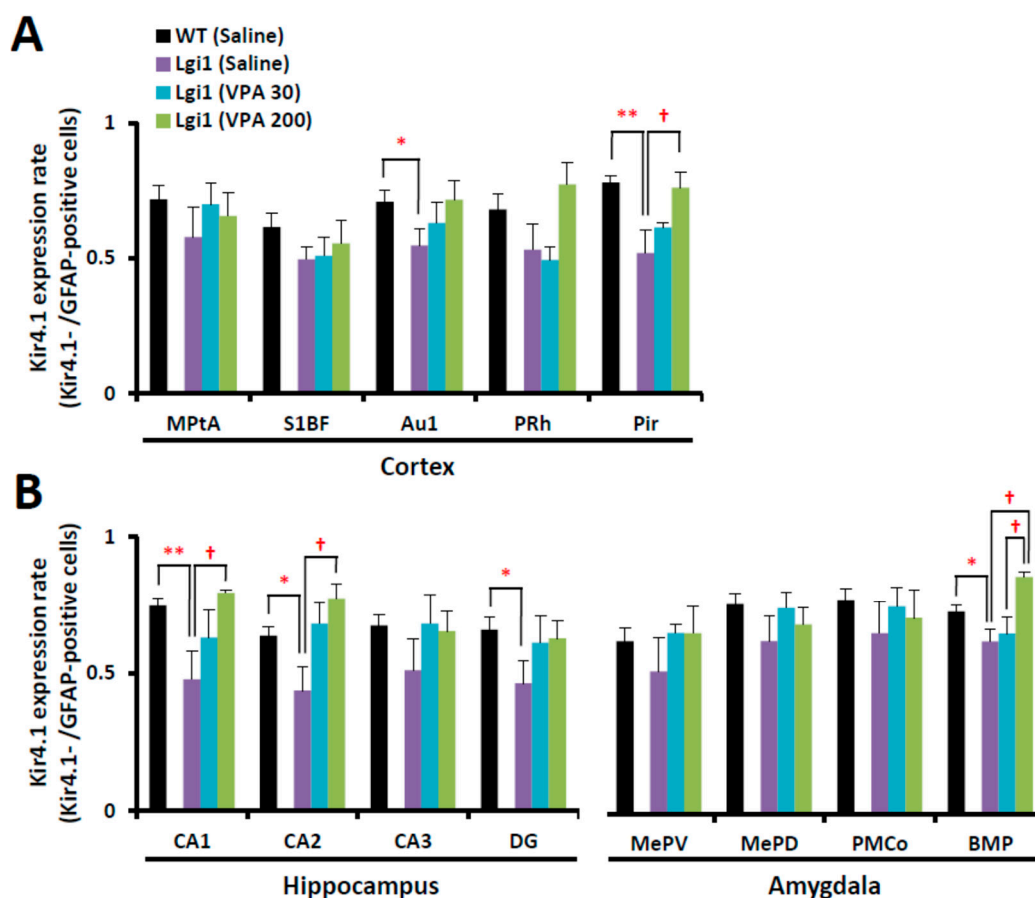 A
WT (Saline)
Lgi1 (Saline)
Lgi1 (VPA 30)
Lgi1 (VPA 200)
Kir4.1 expression rate
(Kir4.1- /GFAP-positive cells)
1
0.5
0
*
**
†
MPtA
S1BF
Au1
PRh
Pir
Cortex
B
Kir4.1 expression rate
(Kir4.1- /GFAP-positive cells)
1
0.5
0
**
†
*
†
*
*
†
†
CA1
CA2
CA3
DG
MePV
MePD
PMCo
BMP
Hippocampus
Amygdala